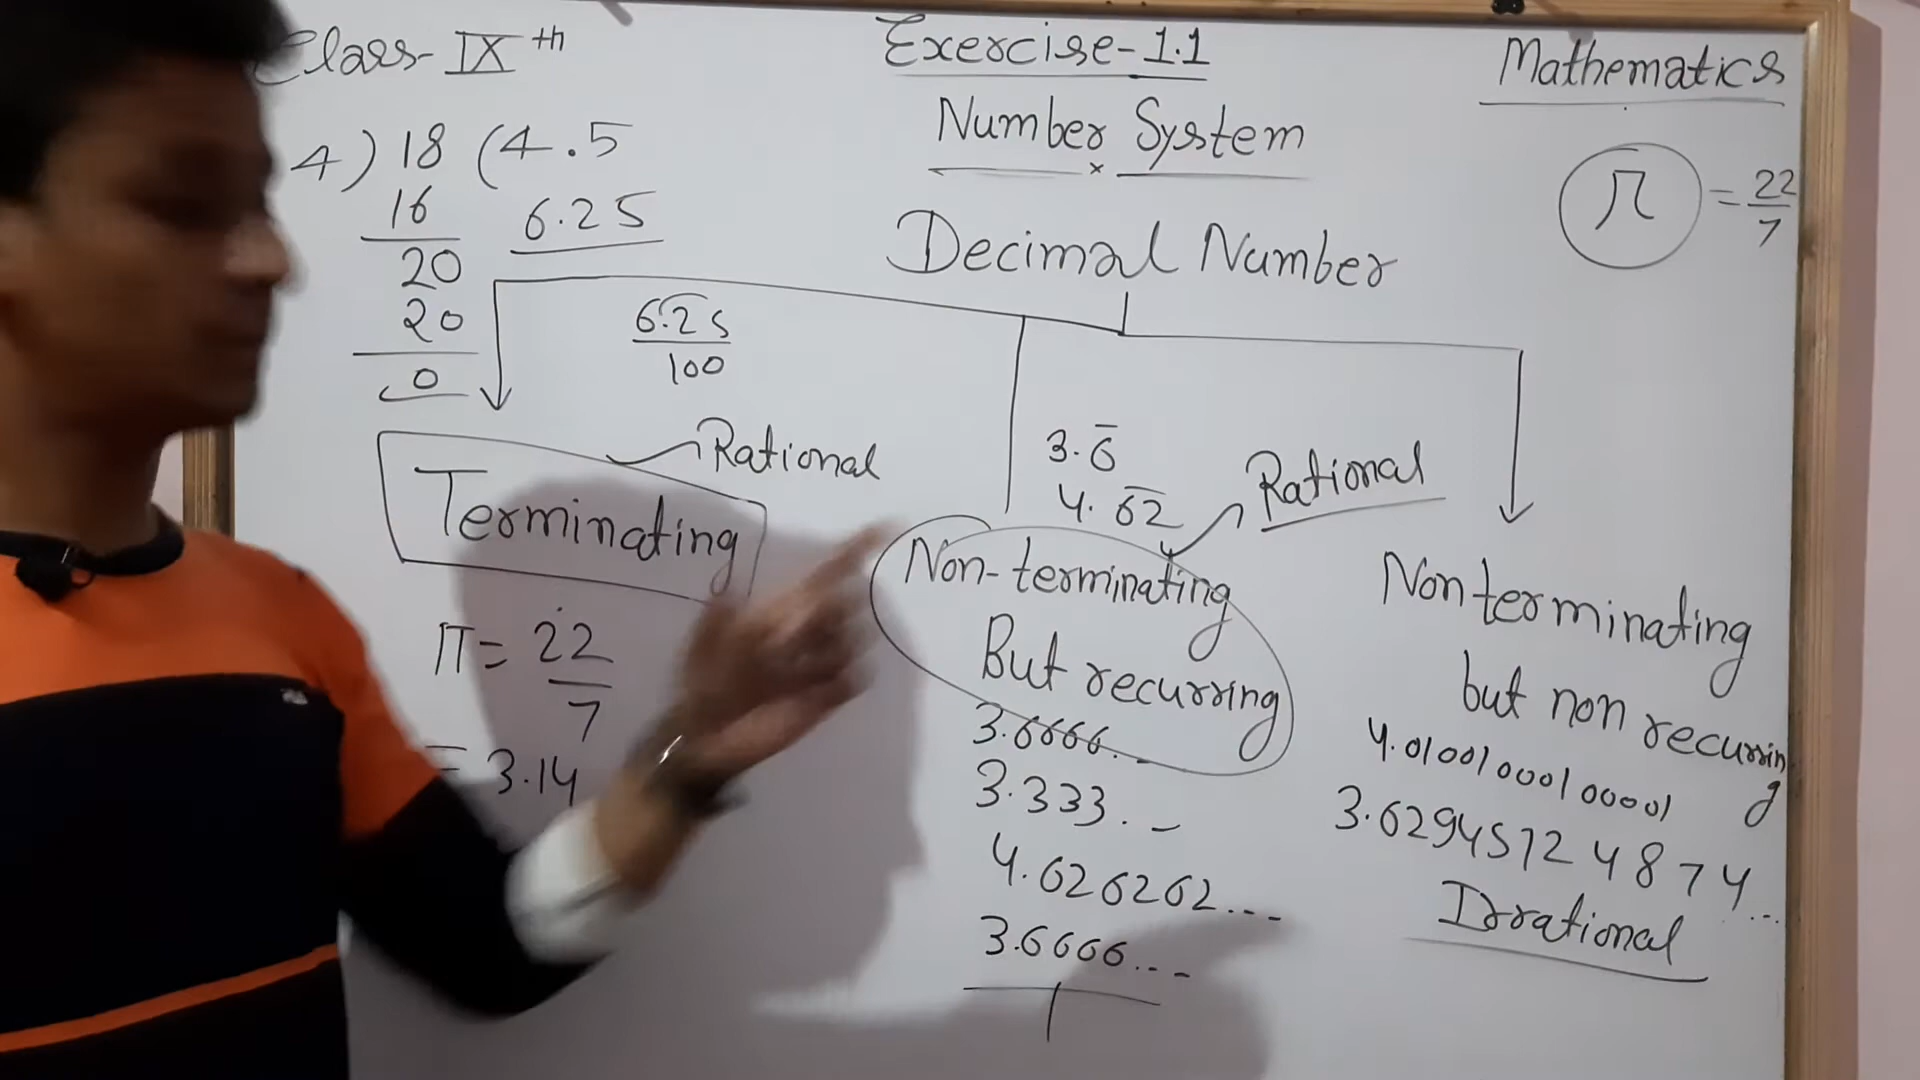 Class-IXth
Exercise-1.1
Mathematics
Number System
4)18(4.5
16
6.25
20
20
0
π = 22/7
Decimal Number
6.25
100
Rational
Terminating
3.6̅
4.6̅2̅
Rational
Non-terminating
But recurring
Non terminating
but non recurring
π = 22/7
= 3.14
3.6666...
3.333. -
4.626262...
3.6666...
4.01001000100001
3.62945724874...
Irrational